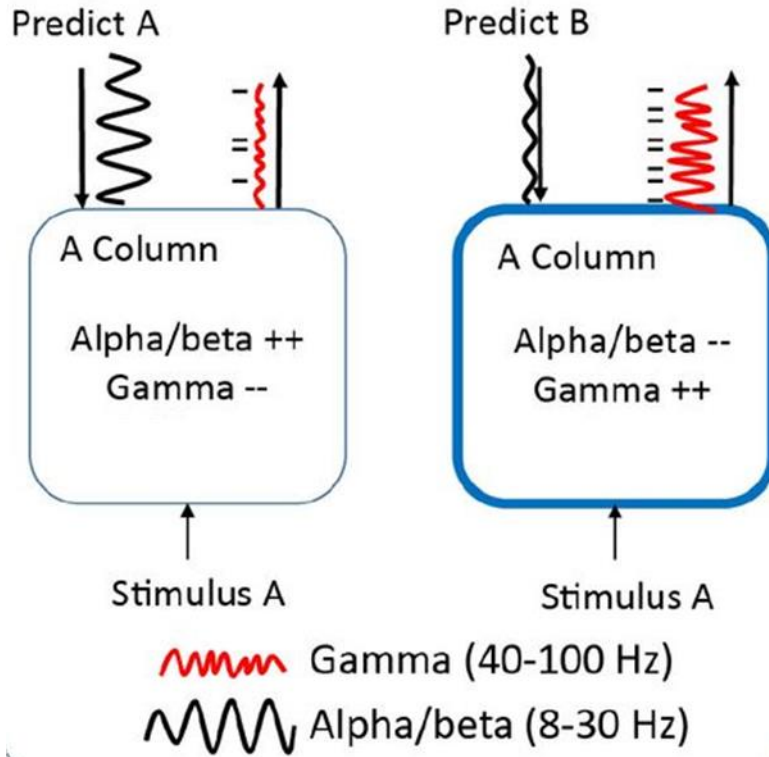 Predict A
Predict B
A Column
Alpha/beta ++
Gamma --
A Column
Alpha/beta --
Gamma ++
Stimulus A
Stimulus A
Gamma (40-100 Hz)
Alpha/beta (8-30 Hz)